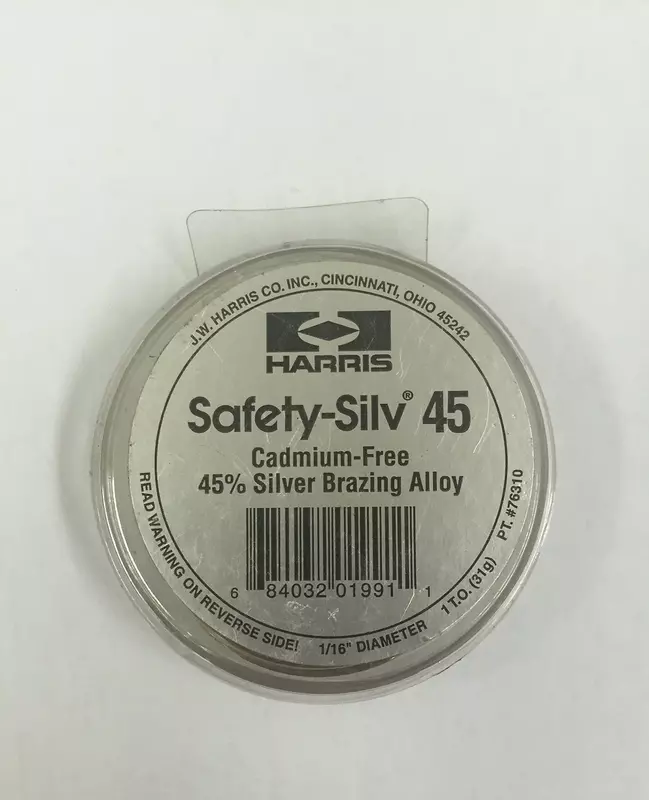 J.W. HARRIS CO. INC., CINCINNATI, OHIO 45242
HARRIS
Safety-Silv® 45
Cadmium-Free
45% Silver Brazing Alloy
6 84032 01991 1
READ WARNING ON REVERSE SIDE! 1/16" DIAMETER 1 T.O. (31g) PT. #76310